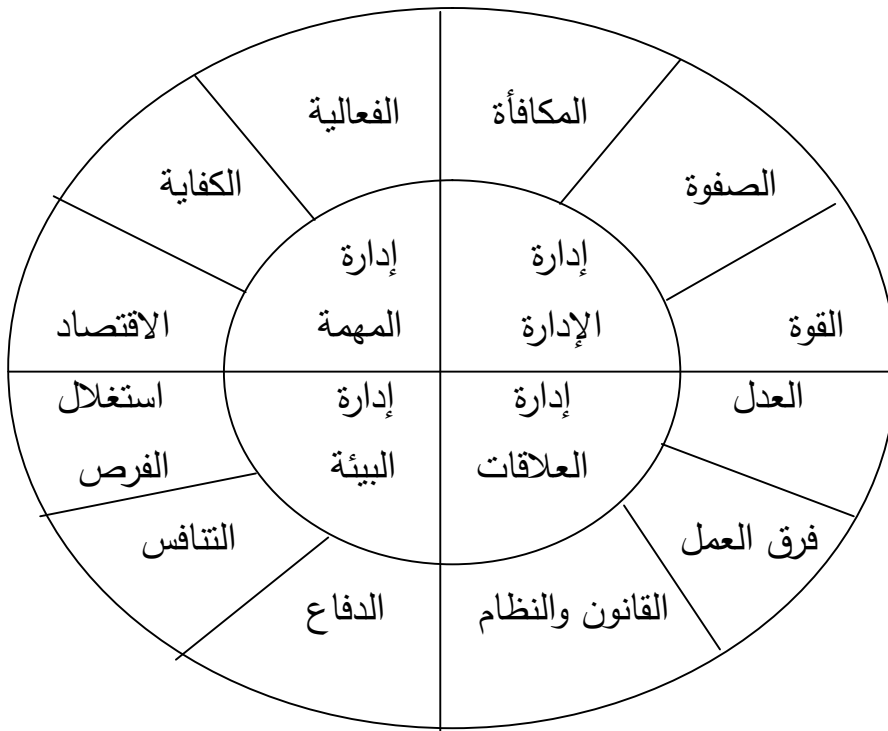 المكافأة
الفعالية
الصفوة
الكفاية
القوة
الاقتصاد
إدارة
الإدارة
إدارة
المهمة
إدارة
العلاقات
إدارة
البيئة
العدل
استغلال
الفرص
فرق العمل
التنافس
القانون والنظام
الدفاع